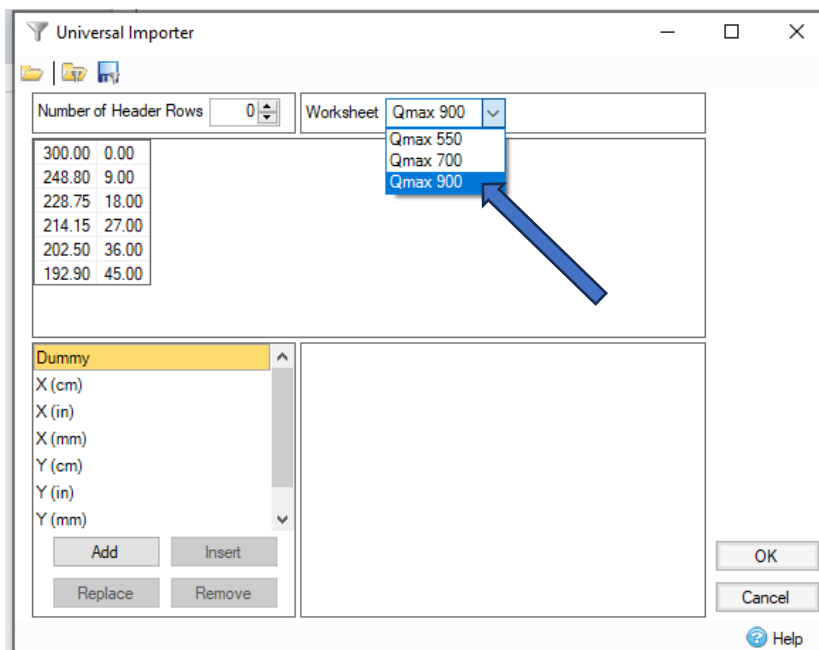 Universal Importer
Number of Header Rows 0
Worksheet Qmax 900
Qmax 550
Qmax 700
Qmax 900
300.00 0.00
248.80 9.00
228.75 18.00
214.15 27.00
202.50 36.00
192.90 45.00
Dummy
X (cm)
X (in)
X (mm)
Y (cm)
Y (in)
Y (mm)
Add Insert
Replace Remove
OK
Cancel
Help